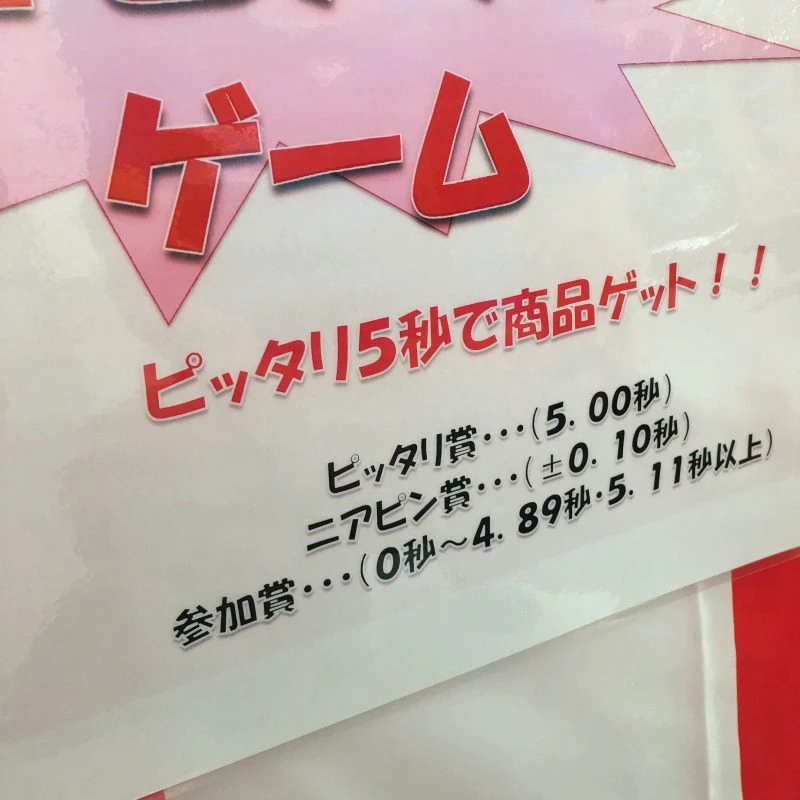 ゲーム
ピッタリ5秒で商品ゲット！！
ピッタリ賞・・・(5.00秒)
ニアピン賞・・・(±0.10秒)
参加賞・・・(0秒～4.89秒・5.11秒以上)